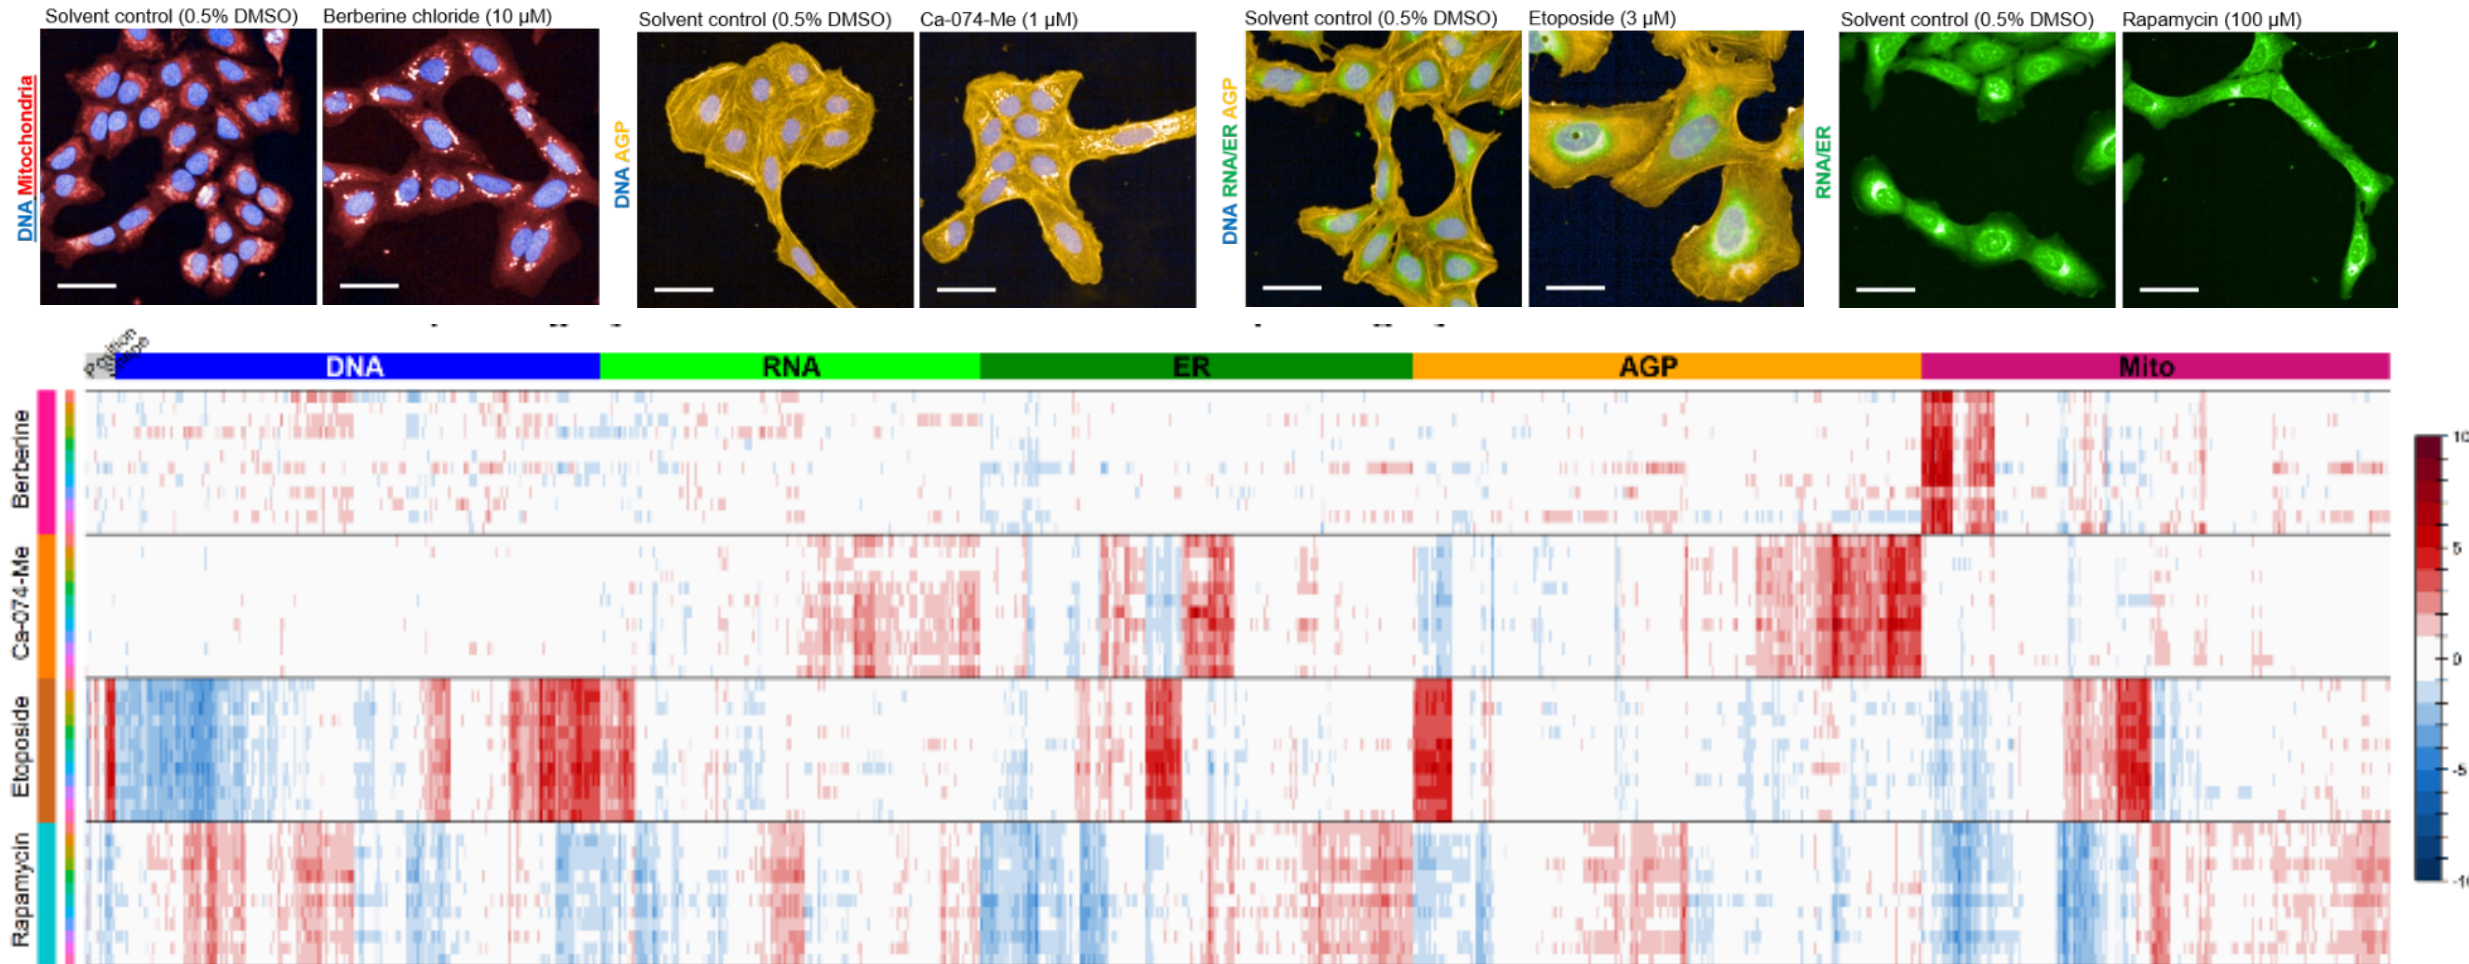 Solvent control (0.5% DMSO)
Berberine chloride (10 µM)
Solvent control (0.5% DMSO)
Ca-074-Me (1 µM)
Solvent control (0.5% DMSO)
Etoposide (3 µM)
Solvent control (0.5% DMSO)
Rapamycin (100 µM)
DNA Mitochondria
DNA AGP
DNA RNA/ER AGP
RNA/ER
Position
DNA
RNA
ER
AGP
Mito
Berberine
Ca-074-Me
Etoposide
Rapamycin
10
5
0
-5